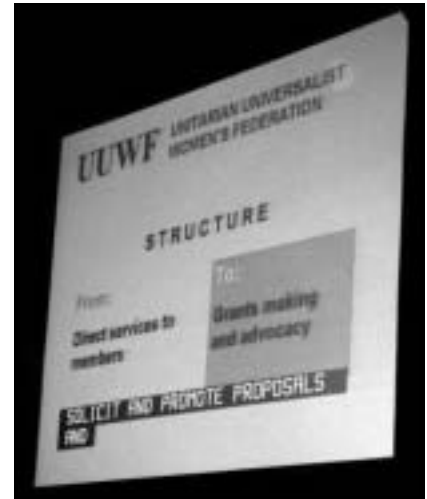 UUWF UNITARIAN UNIVERSALIST
WOMEN'S FEDERATION
STRUCTURE
From:
Direct services to
members
To:
Grants making
and advocacy
SOLICIT AND PROMOTE PROPOSALS
AND